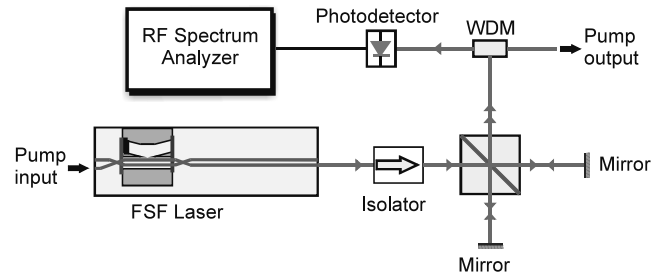 Photodetector
WDM
RF Spectrum
Analyzer
Pump
output
Pump
input
FSF Laser
Isolator
Mirror
Mirror